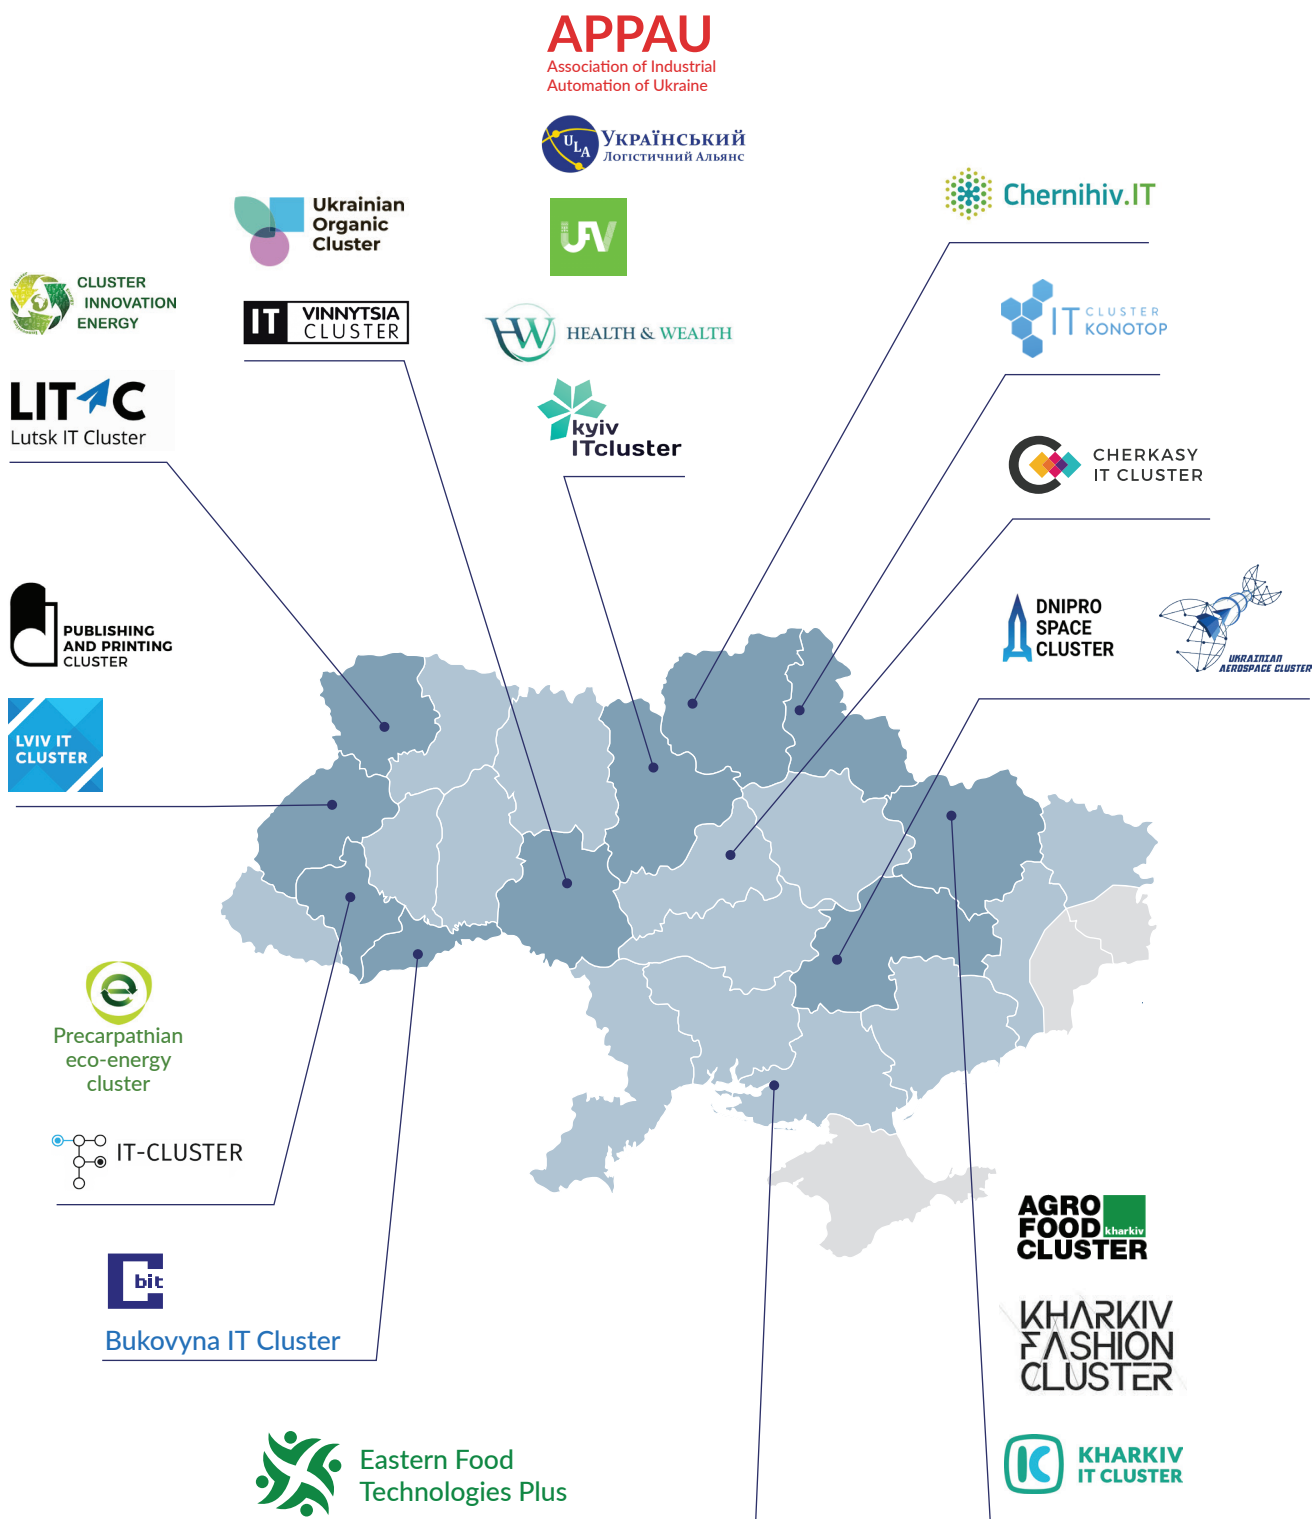 APPAU
Association of Industrial
Automation of Ukraine
ULA
Український
Логістичний Альянс
Chernihiv.IT
Ukrainian
Organic
Cluster
CLUSTER
INNOVATION
ENERGY
IT VINNYTSIA
CLUSTER
HW HEALTH & WEALTH
IT CLUSTER
KONOTOP
LIT C
Lutsk IT Cluster
kyiv
ITcluster
CHERKASY
IT CLUSTER
PUBLISHING
AND PRINTING
CLUSTER
DNIPRO
SPACE
CLUSTER
UKRAINIAN
AEROSPACE CLUSTER
LVIV IT
CLUSTER
e
Precarpathian
eco-energy
cluster
IT-CLUSTER
AGRO
FOOD kharkiv
CLUSTER
bit
Bukovyna IT Cluster
KHARKIV
FASHION
CLUSTER
Eastern Food
Technologies Plus
IC
KHARKIV
IT CLUSTER